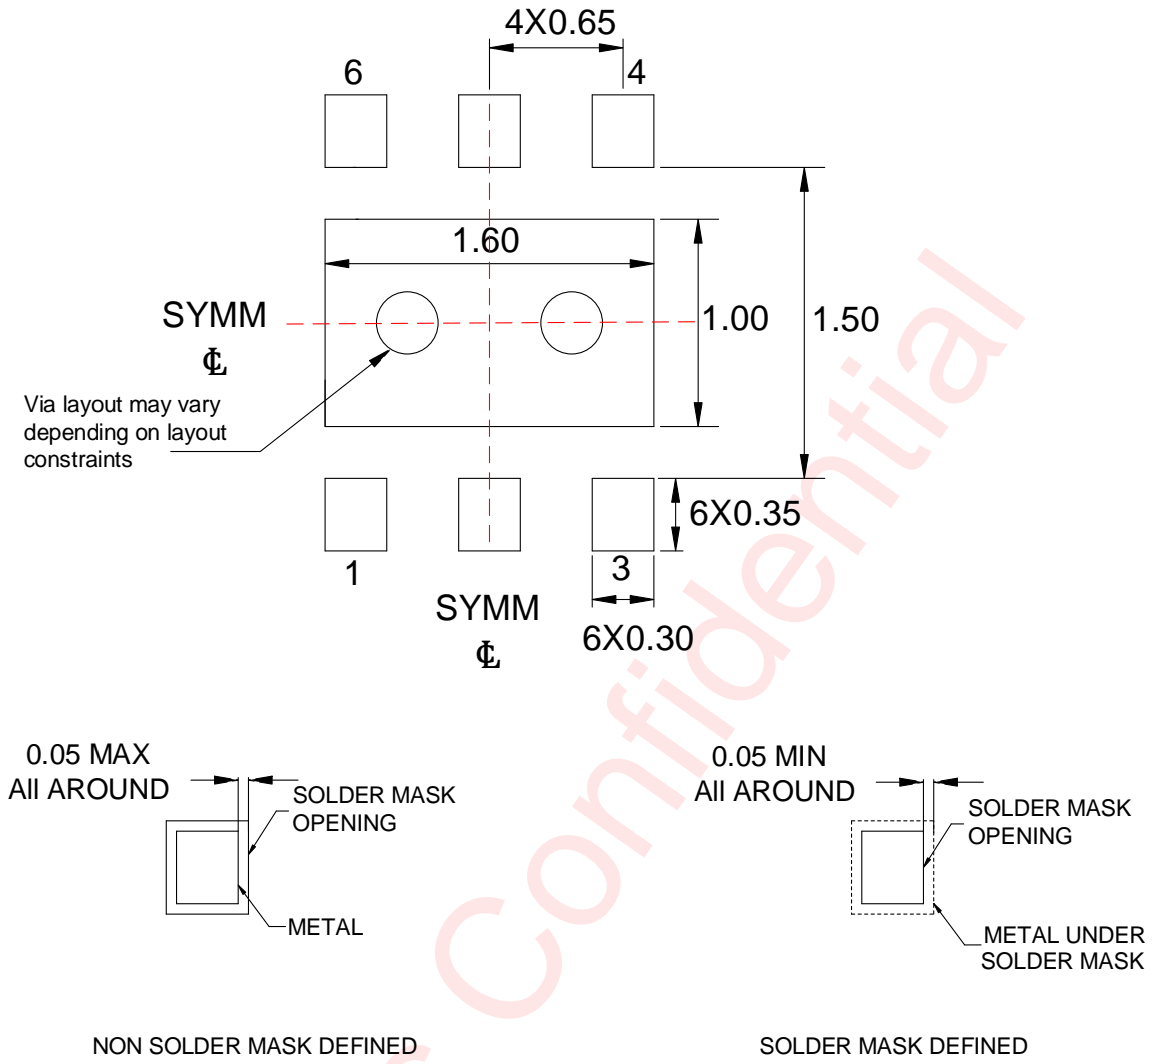 4X0.65
6
4
1.60
SYMM
℄
1.00
1.50
Via layout may vary
depending on layout
constraints
6X0.35
1
3
SYMM
℄
6X0.30
0.05 MAX
All AROUND
SOLDER MASK
OPENING
METAL
0.05 MIN
All AROUND
SOLDER MASK
OPENING
METAL UNDER
SOLDER MASK
NON SOLDER MASK DEFINED
SOLDER MASK DEFINED
Confidential